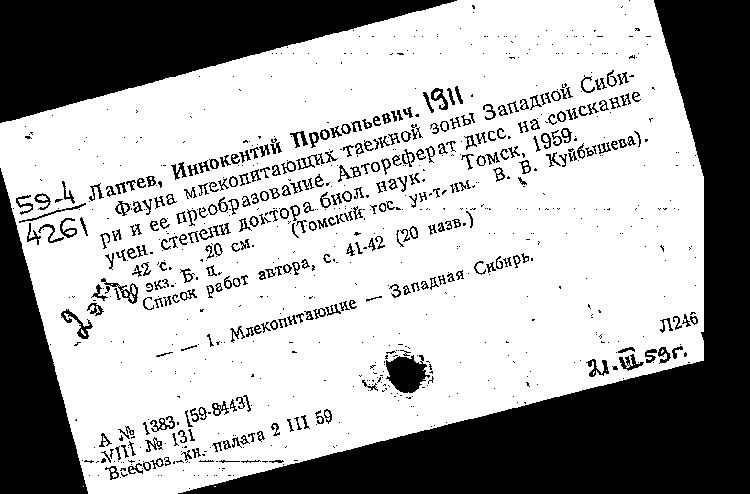 59-4
4261
Лаптев, Иннокентий Прокопьевич. 1911.
Фауна млекопитающих таежной зоны Западной Сиби-
ри и ее преобразование. Автореферат дисс. на соискание
учен. степени доктора биол. наук. Томск, 1959.
42 с. 20 см. (Томский гос. ун-т им. В. В. Куйбышева).
150 экз. Б. ц.
Список работ автора, с. 41-42 (20 назв.)
2 экз
— — 1. Млекопитающие — Западная Сибирь.
Л246
21.III 59г.
А № 1383. [59-8443]
VIII № 131
Всесоюз. кн. палата 2 III 59